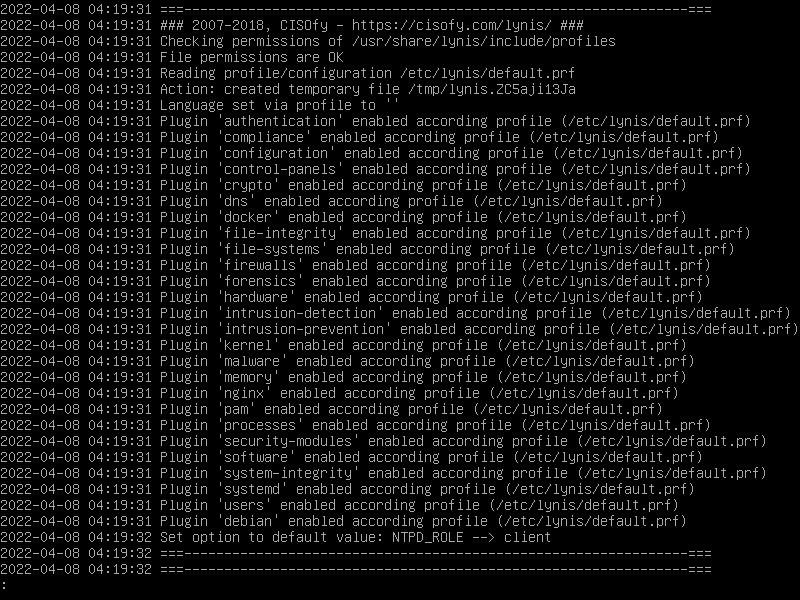 2022-04-08 04:19:31 ===---------------------------------------------------------------===
2022-04-08 04:19:31 ### 2007-2018, CISOfy - https://cisofy.com/lynis/ ###
2022-04-08 04:19:31 Checking permissions of /usr/share/lynis/include/profiles
2022-04-08 04:19:31 File permissions are OK
2022-04-08 04:19:31 Reading profile/configuration /etc/lynis/default.prf
2022-04-08 04:19:31 Action: created temporary file /tmp/lynis.ZC5aji13Ja
2022-04-08 04:19:31 Language set via profile to ''
2022-04-08 04:19:31 Plugin 'authentication' enabled according profile (/etc/lynis/default.prf)
2022-04-08 04:19:31 Plugin 'compliance' enabled according profile (/etc/lynis/default.prf)
2022-04-08 04:19:31 Plugin 'configuration' enabled according profile (/etc/lynis/default.prf)
2022-04-08 04:19:31 Plugin 'control-panels' enabled according profile (/etc/lynis/default.prf)
2022-04-08 04:19:31 Plugin 'crypto' enabled according profile (/etc/lynis/default.prf)
2022-04-08 04:19:31 Plugin 'dns' enabled according profile (/etc/lynis/default.prf)
2022-04-08 04:19:31 Plugin 'docker' enabled according profile (/etc/lynis/default.prf)
2022-04-08 04:19:31 Plugin 'file-integrity' enabled according profile (/etc/lynis/default.prf)
2022-04-08 04:19:31 Plugin 'file-systems' enabled according profile (/etc/lynis/default.prf)
2022-04-08 04:19:31 Plugin 'firewalls' enabled according profile (/etc/lynis/default.prf)
2022-04-08 04:19:31 Plugin 'forensics' enabled according profile (/etc/lynis/default.prf)
2022-04-08 04:19:31 Plugin 'hardware' enabled according profile (/etc/lynis/default.prf)
2022-04-08 04:19:31 Plugin 'intrusion-detection' enabled according profile (/etc/lynis/default.prf)
2022-04-08 04:19:31 Plugin 'intrusion-prevention' enabled according profile (/etc/lynis/default.prf)
2022-04-08 04:19:31 Plugin 'kernel' enabled according profile (/etc/lynis/default.prf)
2022-04-08 04:19:31 Plugin 'malware' enabled according profile (/etc/lynis/default.prf)
2022-04-08 04:19:31 Plugin 'memory' enabled according profile (/etc/lynis/default.prf)
2022-04-08 04:19:31 Plugin 'nginx' enabled according profile (/etc/lynis/default.prf)
2022-04-08 04:19:31 Plugin 'pam' enabled according profile (/etc/lynis/default.prf)
2022-04-08 04:19:31 Plugin 'processes' enabled according profile (/etc/lynis/default.prf)
2022-04-08 04:19:31 Plugin 'security-modules' enabled according profile (/etc/lynis/default.prf)
2022-04-08 04:19:31 Plugin 'software' enabled according profile (/etc/lynis/default.prf)
2022-04-08 04:19:31 Plugin 'system-integrity' enabled according profile (/etc/lynis/default.prf)
2022-04-08 04:19:31 Plugin 'systemd' enabled according profile (/etc/lynis/default.prf)
2022-04-08 04:19:31 Plugin 'users' enabled according profile (/etc/lynis/default.prf)
2022-04-08 04:19:31 Plugin 'debian' enabled according profile (/etc/lynis/default.prf)
2022-04-08 04:19:32 Set option to default value: NTPD_ROLE --> client
2022-04-08 04:19:32 ===---------------------------------------------------------------===
2022-04-08 04:19:32 ===---------------------------------------------------------------===
: